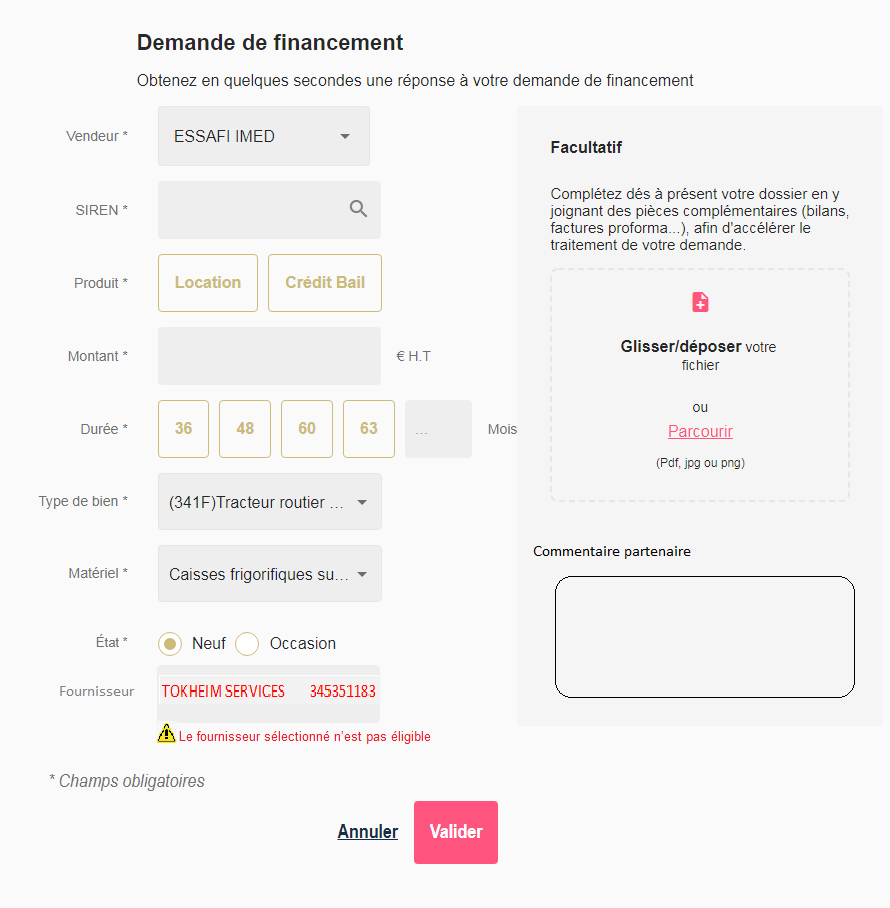 Demande de financement
Obtenez en quelques secondes une réponse à votre demande de financement
Vendeur *
ESSAFI IMED
SIREN *
Produit *
Location
Crédit Bail
Montant *
€ H.T
Durée *
36
48
60
63
...
Mois
Type de bien *
(341F)Tracteur routier ...
Matériel *
Caisses frigorifiques su...
État *
Neuf
Occasion
Fournisseur
TOKHEIM SERVICES 345351183
Le fournisseur sélectionné n'est pas éligible
* Champs obligatoires
Annuler
Valider
Facultatif
Complétez dés à présent votre dossier en y
joignant des pièces complémentaires (bilans,
factures proforma...), afin d'accélérer le
traitement de votre demande.
Glisser/déposer votre
fichier
ou
Parcourir
(Pdf, jpg ou png)
Commentaire partenaire